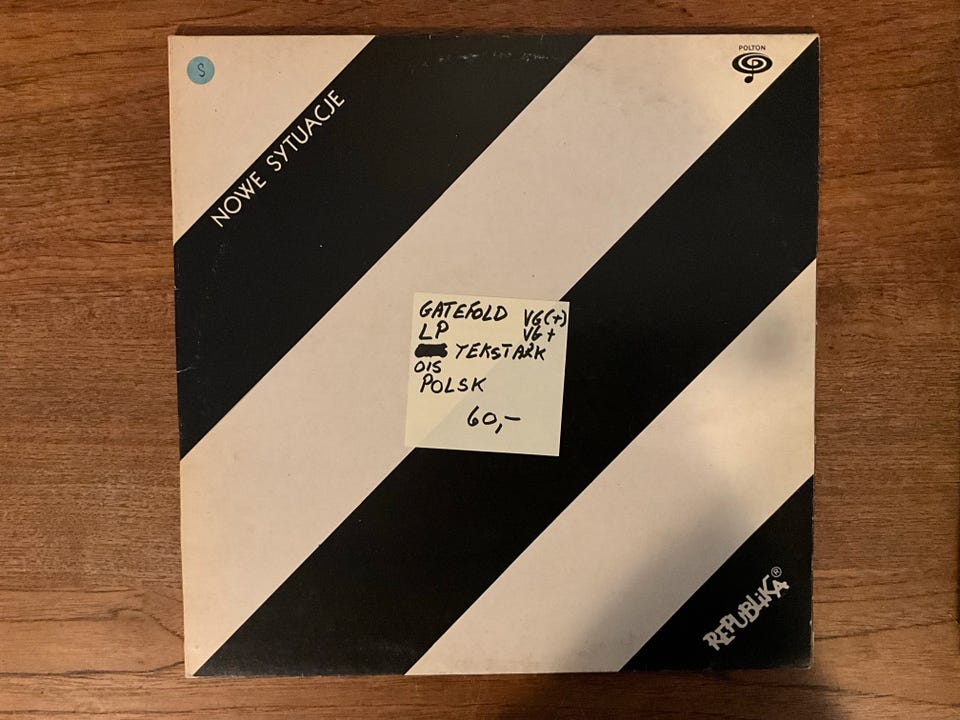 S
NOWE SYTUACJE
POLTON
GATEFOLD VG(+)
LP VG+
TEKSTARK
OIS
POLSK
60,-
REPUBLIKA®